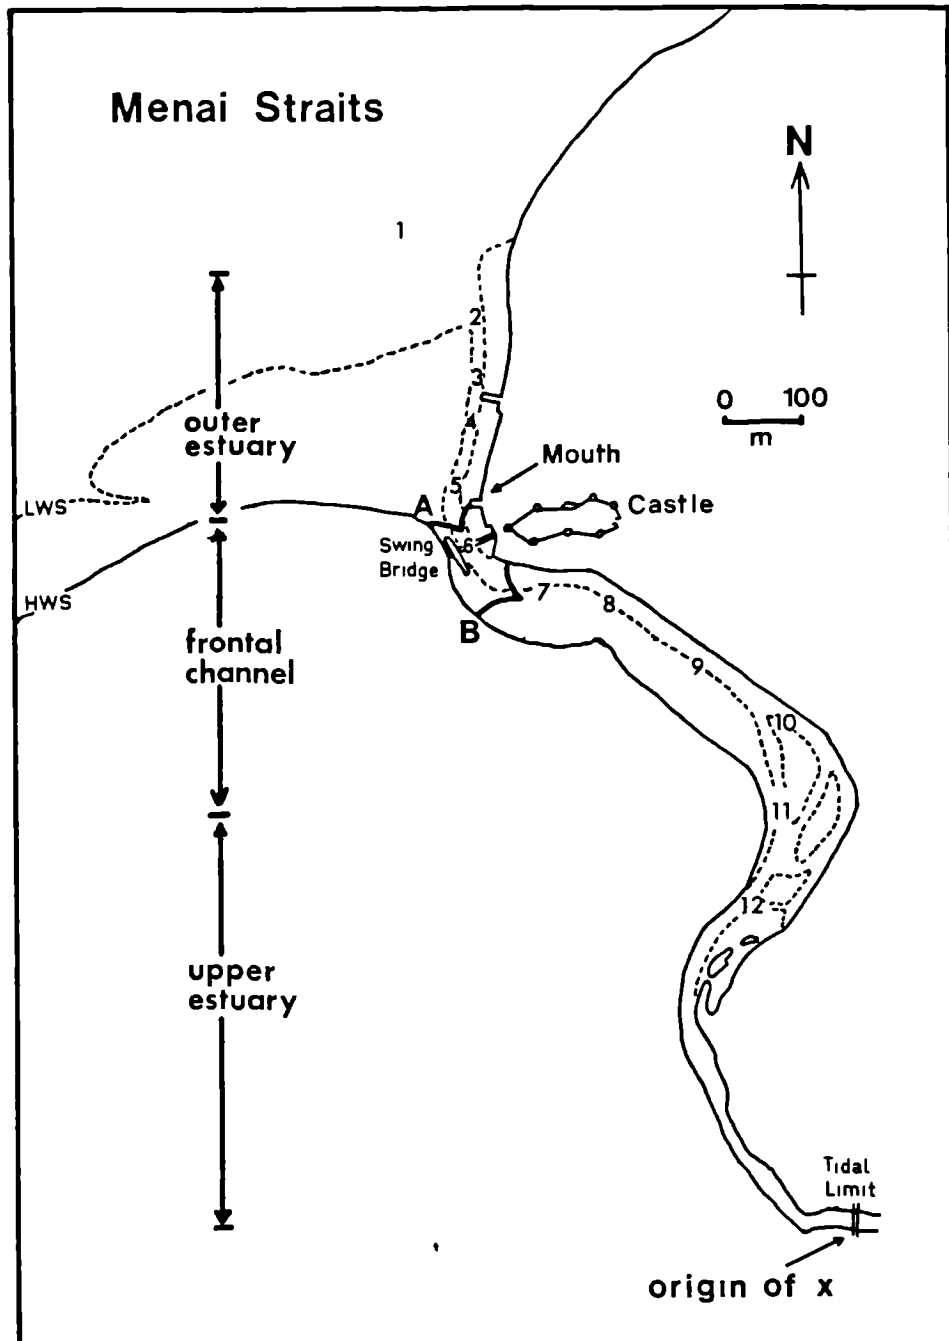 Menai Straits
N
1
2
0 100
m
3
outer
estuary
4
Mouth
5
Castle
LWS
A
Swing
Bridge
6
HWS
7
8
B
frontal
channel
9
10
11
12
upper
estuary
Tidal
Limit
origin of x